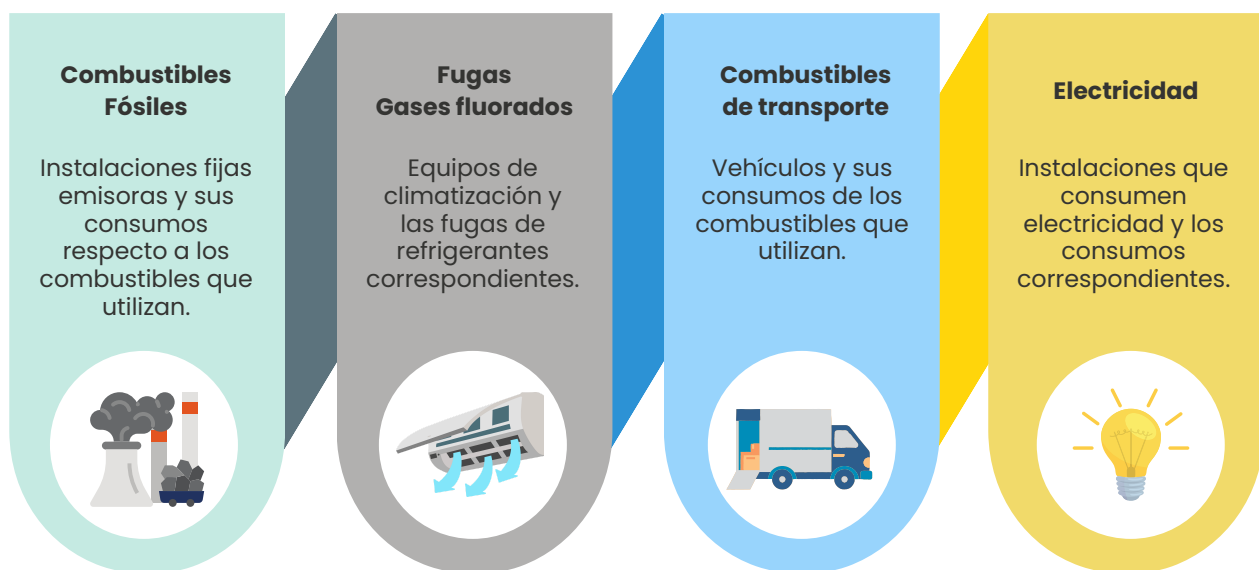 Combustibles
Fósiles
Instalaciones fijas
emisoras y sus
consumos
respecto a los
combustibles que
utilizan.
Fugas
Gases fluorados
Equipos de
climatización y
las fugas de
refrigerantes
correspondientes.
Combustibles
de transporte
Vehículos y sus
consumos de los
combustibles que
utilizan.
Electricidad
Instalaciones que
consumen
electricidad y los
consumos
correspondientes.